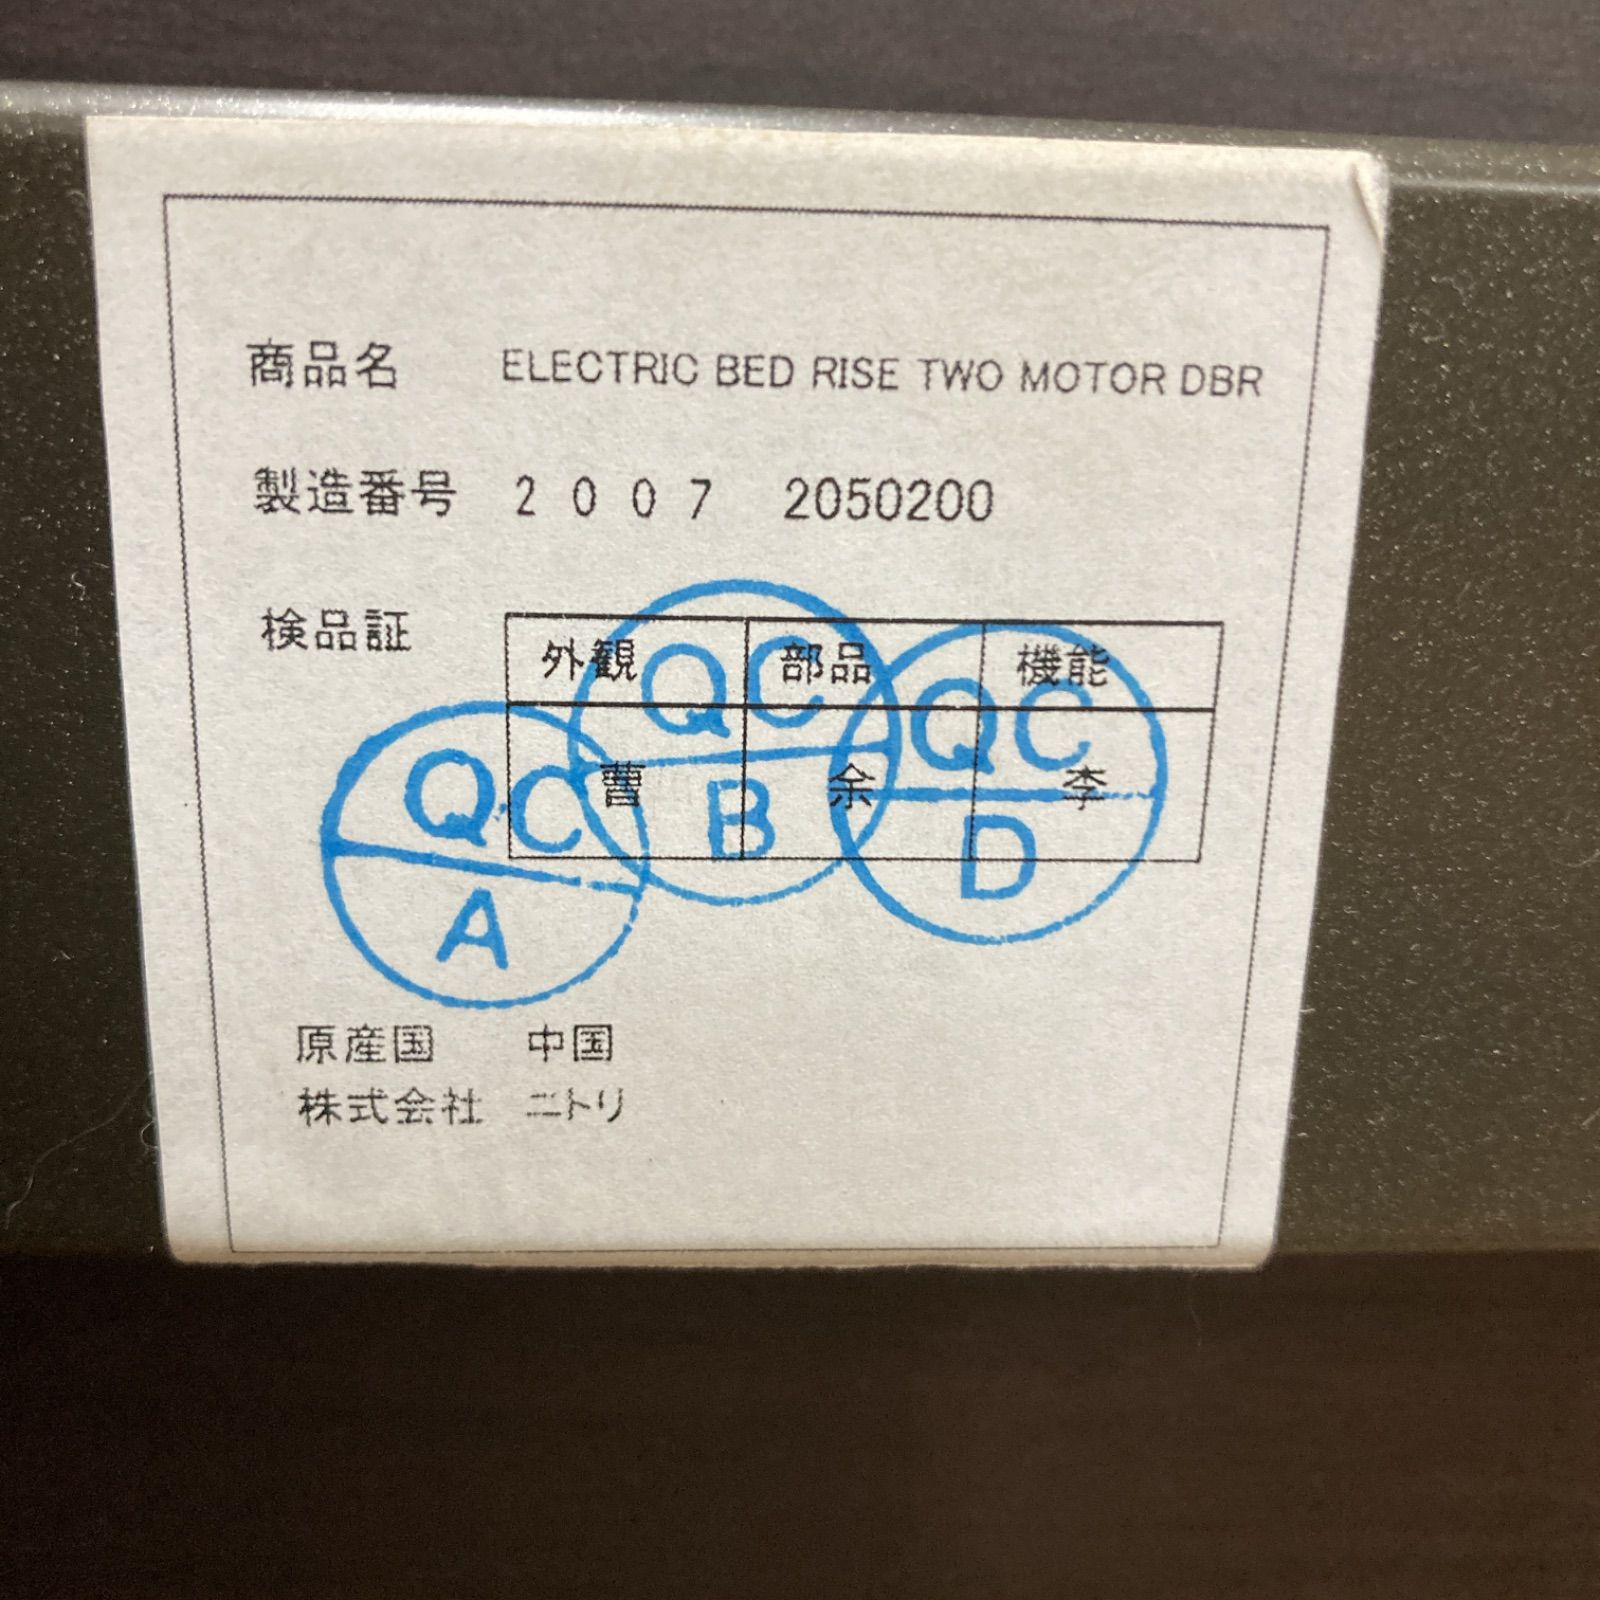 商品名 ELECTRIC BED RISE TWO MOTOR DBR
製造番号 2007 2050200
検品証
外観 部品 機能
曹 余 李
QC A
QC B
QC D
原産国 中国
株式会社 ニトリ